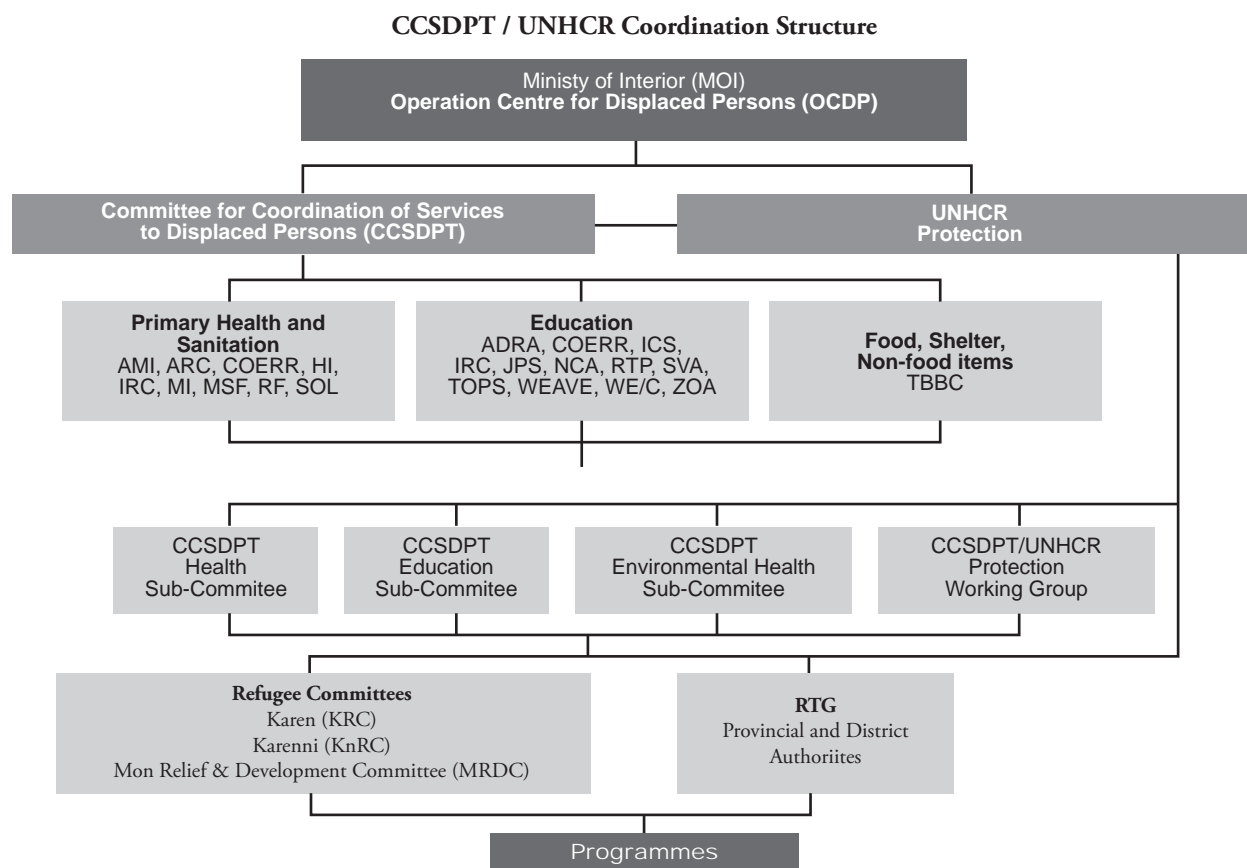 CCSDPT / UNHCR Coordination Structure
Ministy of Interior (MOI)
Operation Centre for Displaced Persons (OCDP)
Committee for Coordination of Services
to Displaced Persons (CCSDPT)
UNHCR
Protection
Primary Health and
Sanitation
AMI, ARC, COERR, HI,
IRC, MI, MSF, RF, SOL
Education
ADRA, COERR, ICS,
IRC, JPS, NCA, RTP, SVA,
TOPS, WEAVE, WE/C, ZOA
Food, Shelter,
Non-food items
TBBC
CCSDPT
Health
Sub-Commitee
CCSDPT
Education
Sub-Commitee
CCSDPT
Environmental Health
Sub-Commitee
CCSDPT/UNHCR
Protection
Working Group
Refugee Committees
Karen (KRC)
Karenni (KnRC)
Mon Relief & Development Committee (MRDC)
RTG
Provincial and District
Authoriites
Programmes